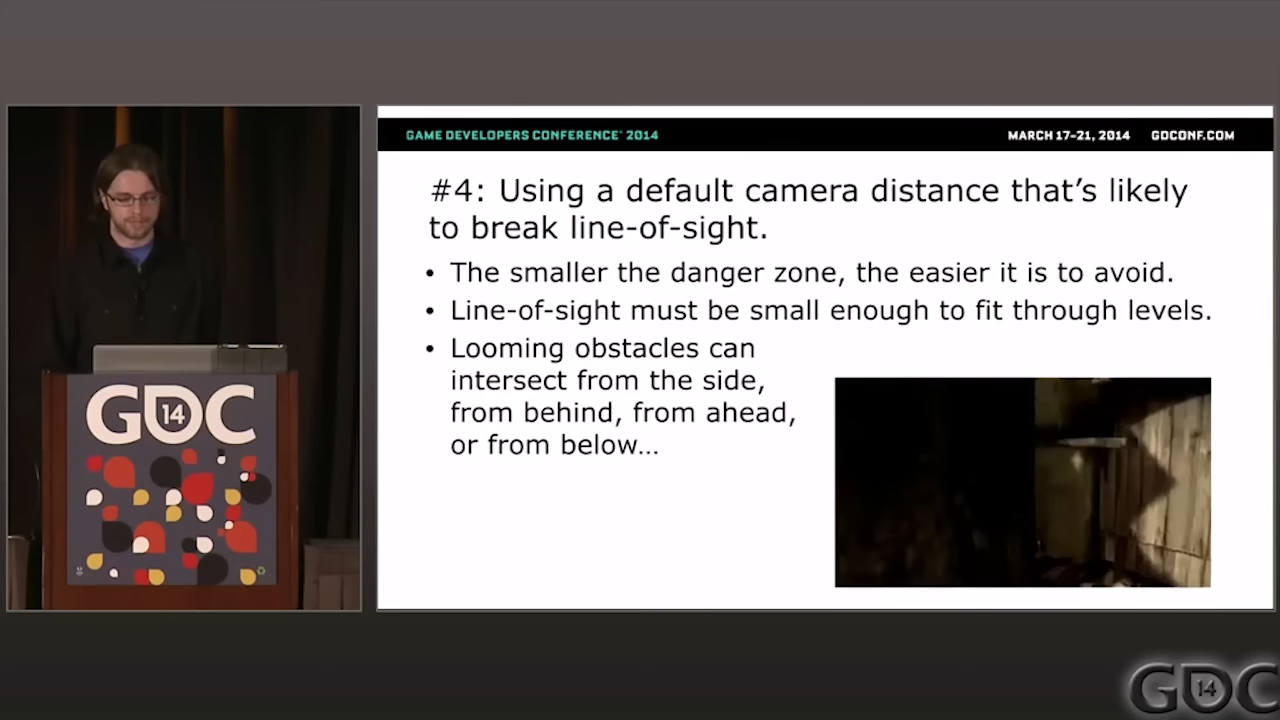 GAME DEVELOPERS CONFERENCE® 2014
MARCH 17-21, 2014 GDCONF.COM
#4: Using a default camera distance that’s likely
to break line-of-sight.
• The smaller the danger zone, the easier it is to avoid.
• Line-of-sight must be small enough to fit through levels.
• Looming obstacles can
intersect from the side,
from behind, from ahead,
or from below…
GDC
14
GDC
14